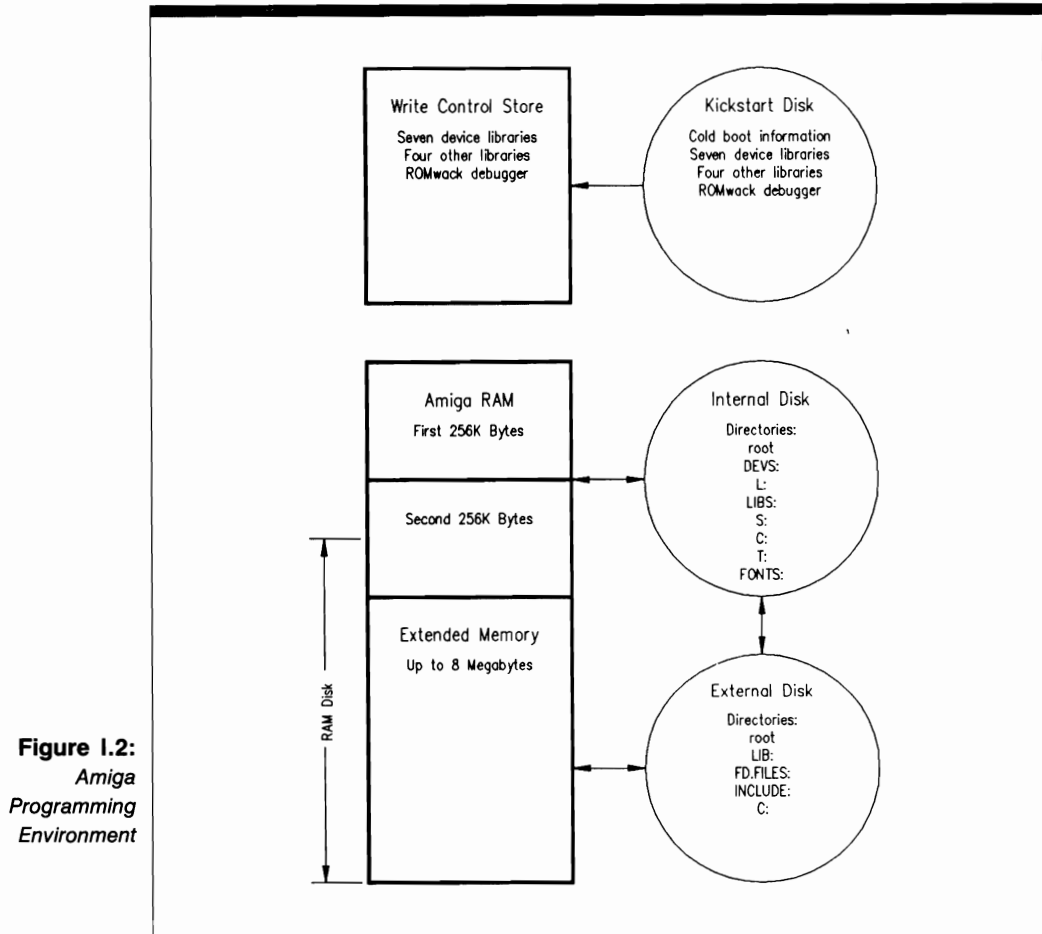 Write Control Store
Seven device libraries
Four other libraries
ROMwack debugger
Kickstart Disk
Cold boot information
Seven device libraries
Four other libraries
ROMwack debugger
Amiga RAM
First 256K Bytes
Second 256K Bytes
Extended Memory
Up to 8 Megabytes
RAM Disk
Internal Disk
Directories:
root
DEVS:
L:
LIBS:
S:
C:
T:
FONTS:
External Disk
Directories:
root
LIB:
FD.FILES:
INCLUDE:
C:
Figure I.2:
Amiga
Programming
Environment